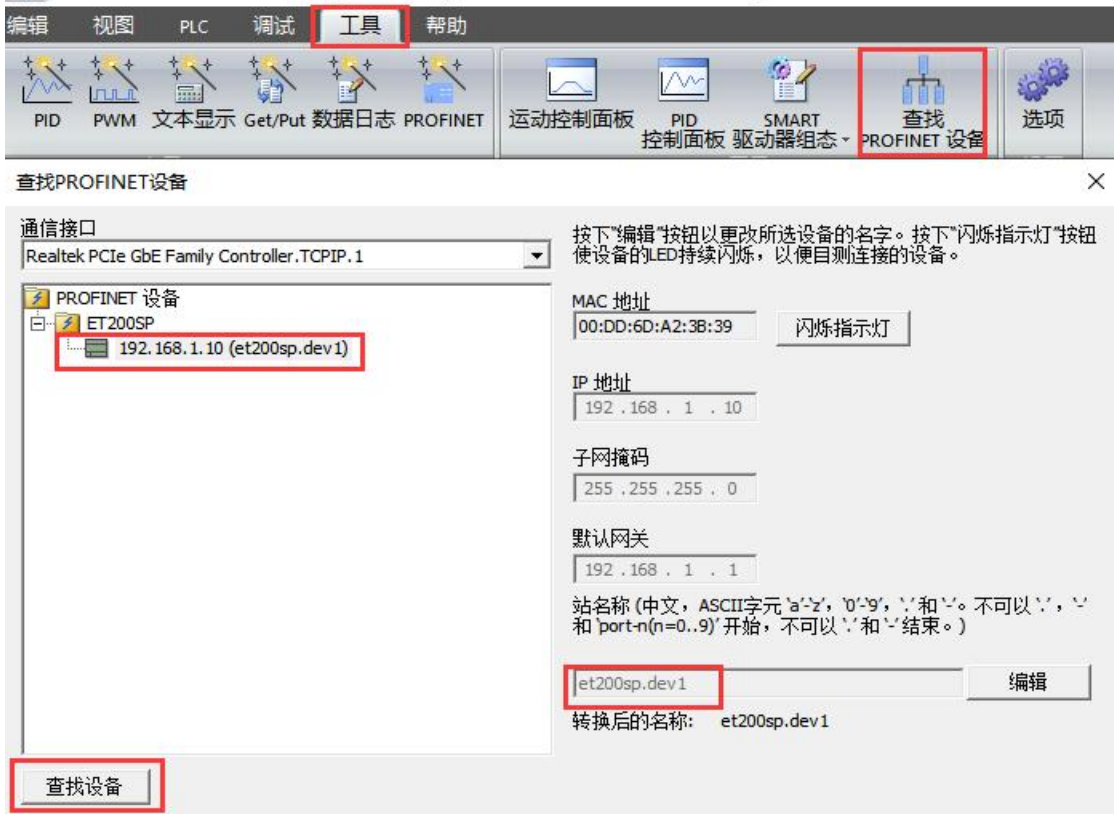 编辑 视图 PLC 调试 工具 帮助
PID PWM 文本显示 Get/Put 数据日志 PROFINET 运动控制面板 PID 控制面板 SMART 驱动器组态 查找 PROFINET 设备 选项
查找PROFINET设备
通信接口
Realtek PCIe GbE Family Controller.TCPIP.1
PROFINET 设备
ET200SP
192.168.1.10 (et200sp.dev1)
查找设备
按下"编辑"按钮以更改所选设备的名字。按下"闪烁指示灯"按钮
使设备的LED持续闪烁，以便目测连接的设备。
MAC 地址
00:DD:6D:A2:3B:39 闪烁指示灯
IP 地址
192 .168 . 1 . 10
子网掩码
255 .255 .255 . 0
默认网关
192 .168 . 1 . 1
站名称 (中文，ASCII字元 'a'-'z'，'0'-'9'，'.' 和 '-'。不可以 '.'，'-'
和 'port-n(n=0..9)' 开始，不可以 '.' 和 '-' 结束。)
et200sp.dev1 编辑
转换后的名称: et200sp.dev1